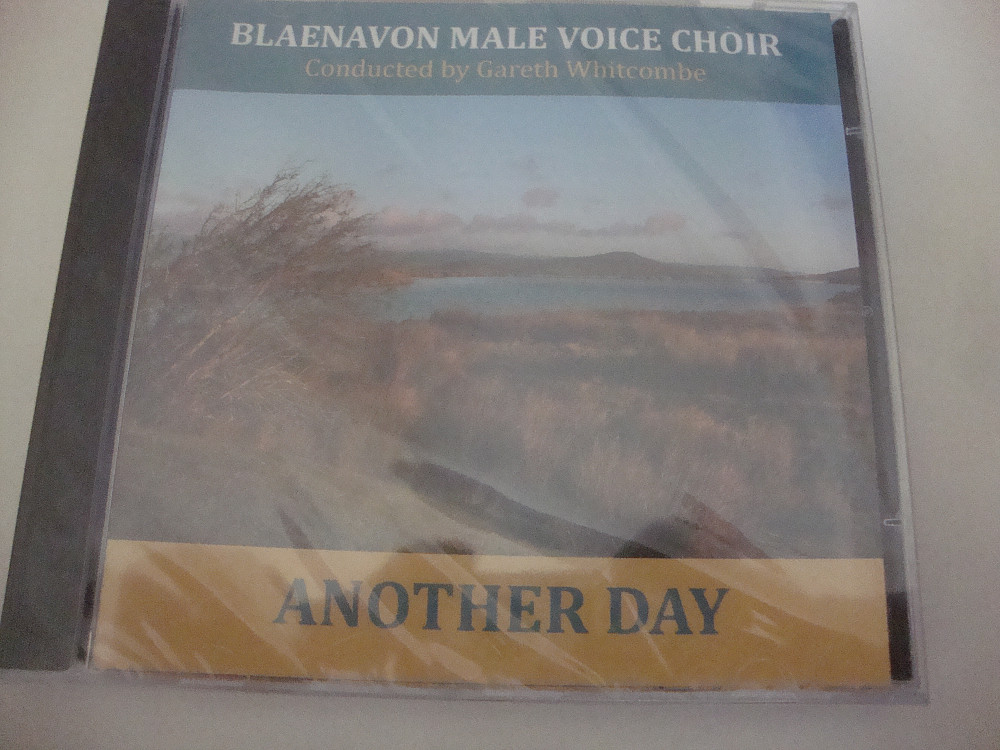 BLAENAVON MALE VOICE CHOIR
Conducted by Gareth Whitcombe
ANOTHER DAY